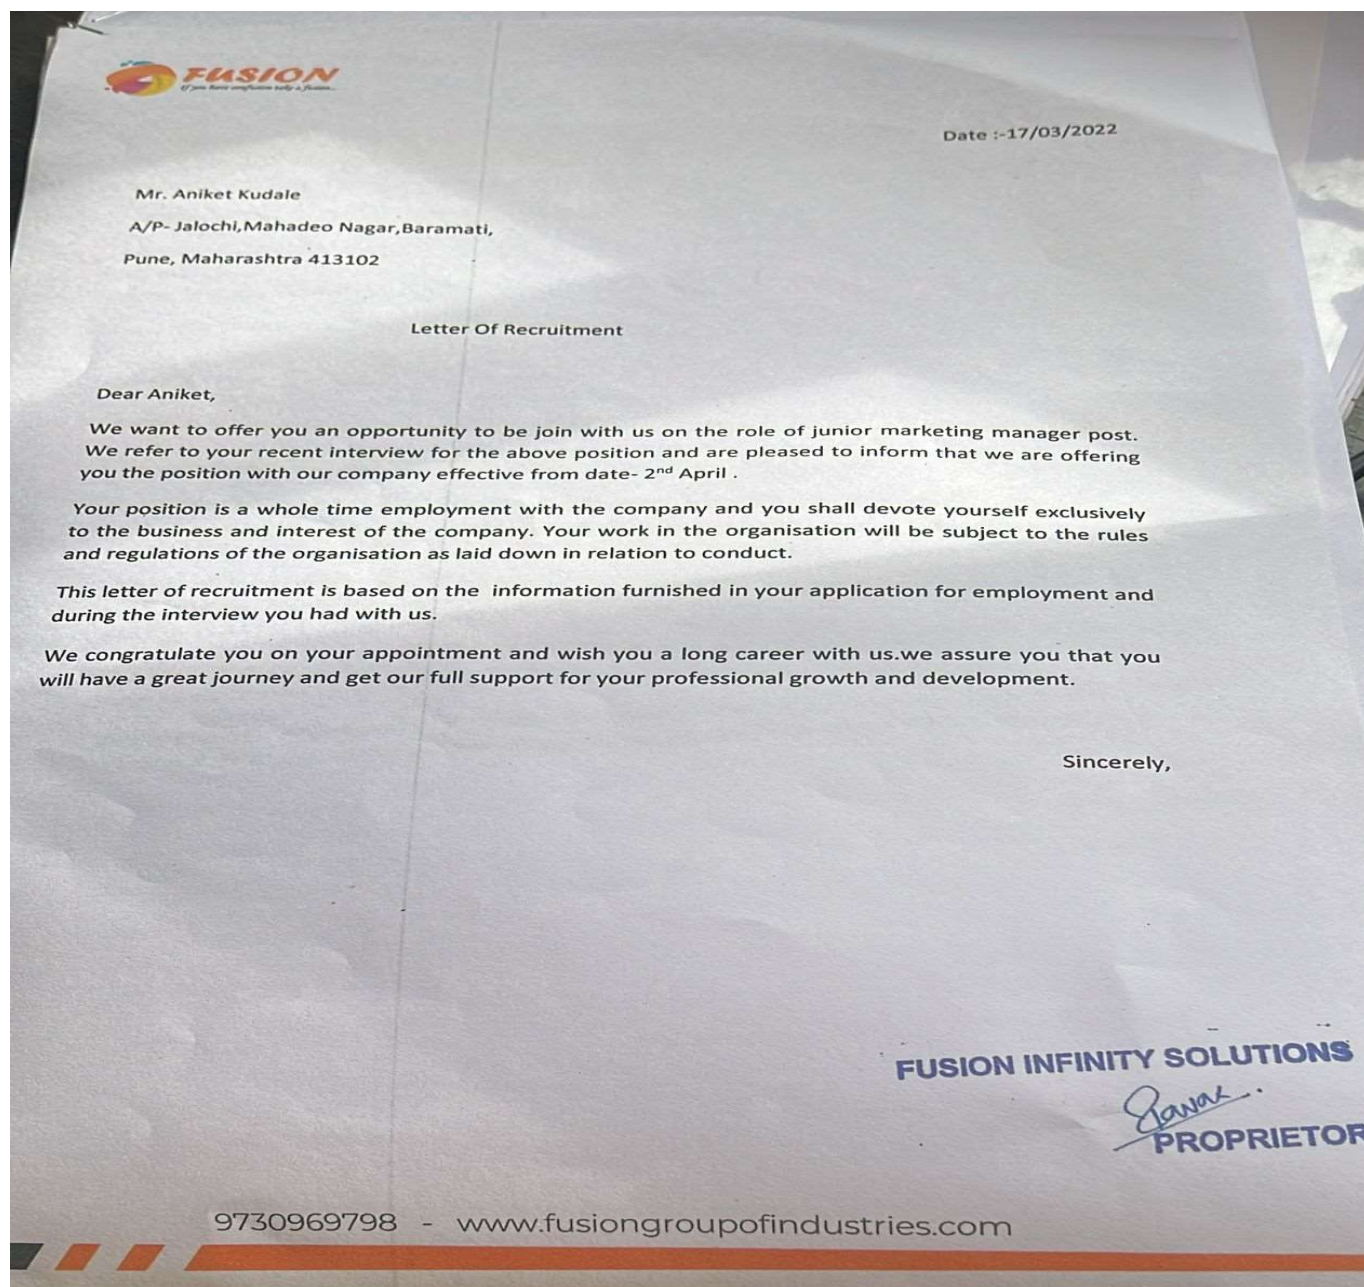 FUSION
Date :-17/03/2022
Mr. Aniket Kudale
A/P- Jalochi,Mahadeo Nagar,Baramati,
Pune, Maharashtra 413102
Letter Of Recruitment
Dear Aniket,
We want to offer you an opportunity to be join with us on the role of junior marketing manager post.
We refer to your recent interview for the above position and are pleased to inform that we are offering
you the position with our company effective from date- 2nd April .
Your position is a whole time employment with the company and you shall devote yourself exclusively
to the business and interest of the company. Your work in the organisation will be subject to the rules
and regulations of the organisation as laid down in relation to conduct.
This letter of recruitment is based on the information furnished in your application for employment and
during the interview you had with us.
We congratulate you on your appointment and wish you a long career with us.we assure you that you
will have a great journey and get our full support for your professional growth and development.
Sincerely,
FUSION INFINITY SOLUTIONS
PROPRIETOR
9730969798 - www.fusiongroupofindustries.com